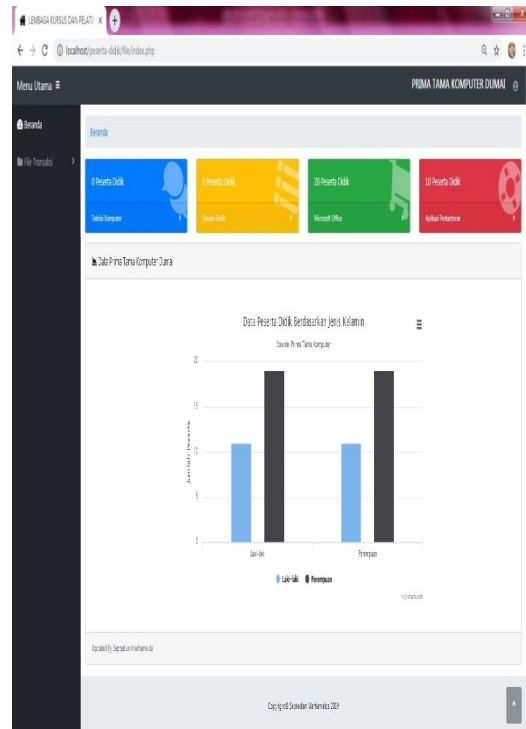 LEMBAGA KURSUS DAN PELATI
localhost/peserta-didik/file/index.php
Menu Utama
PRIMA TAMA KOMPUTER DUMAI
Beranda
File Transaksi
Beranda
0 Peserta Didik
Teknisi Komputer
0 Peserta Didik
Desain Grafis
20 Peserta Didik
Microsoft Office
10 Peserta Didik
Aplikasi Perkantoran
Data Prima Tama Komputer Dumai
Data Peserta Didik Berdasarkan Jenis Kelamin
Source: Prima Tama Komputer
Jumlah Peserta
20
15
10
5
0
Laki-laki
Perempuan
Laki-laki
Perempuan
Highcharts.com
Updated By
Copyright © 2019